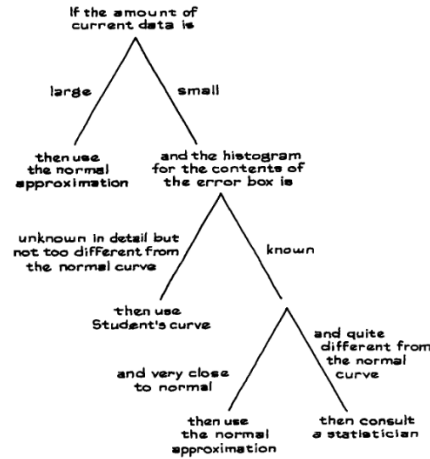 If the amount of
current data is
large
small
then use
the normal
approximation
and the histogram
for the contents of
the error box is
unknown in detail but
not too different from
the normal curve
known
then use
Student's curve
and very close
to normal
and quite
different from
the normal
curve
then use
the normal
approximation
then consult
a statistician